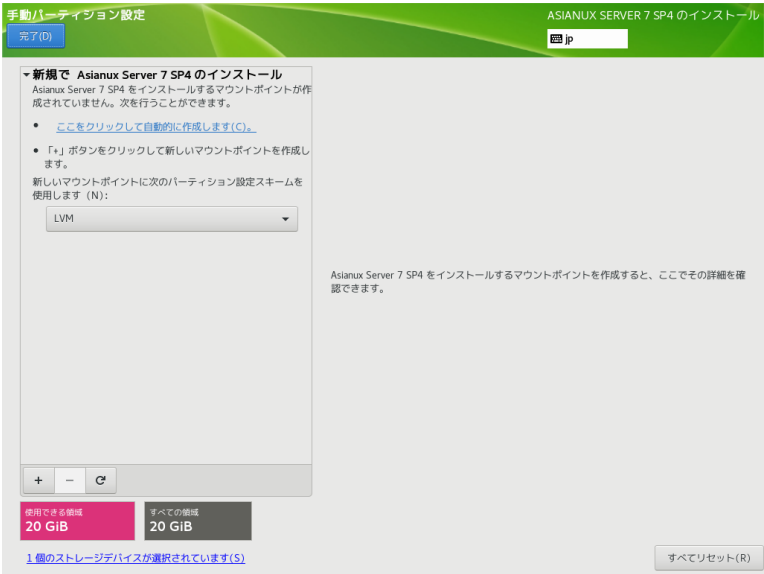 手動パーティション設定
ASIANUX SERVER 7 SP4 のインストール
完了(D)
jp
新規で Asianux Server 7 SP4 のインストール
Asianux Server 7 SP4 をインストールするマウントポイントが作
成されていません。次を行うことができます。
ここをクリックして自動的に作成します(C)。
「+」ボタンをクリックして新しいマウントポイントを作成し
ます。
新しいマウントポイントに次のパーティション設定スキームを
使用します（N）:
LVM
Asianux Server 7 SP4 をインストールするマウントポイントを作成すると、ここでその詳細を確
認できます。
+ −
使用できる領域
20 GiB
すべての領域
20 GiB
1 個のストレージデバイスが選択されています(S)
すべてリセット(R)